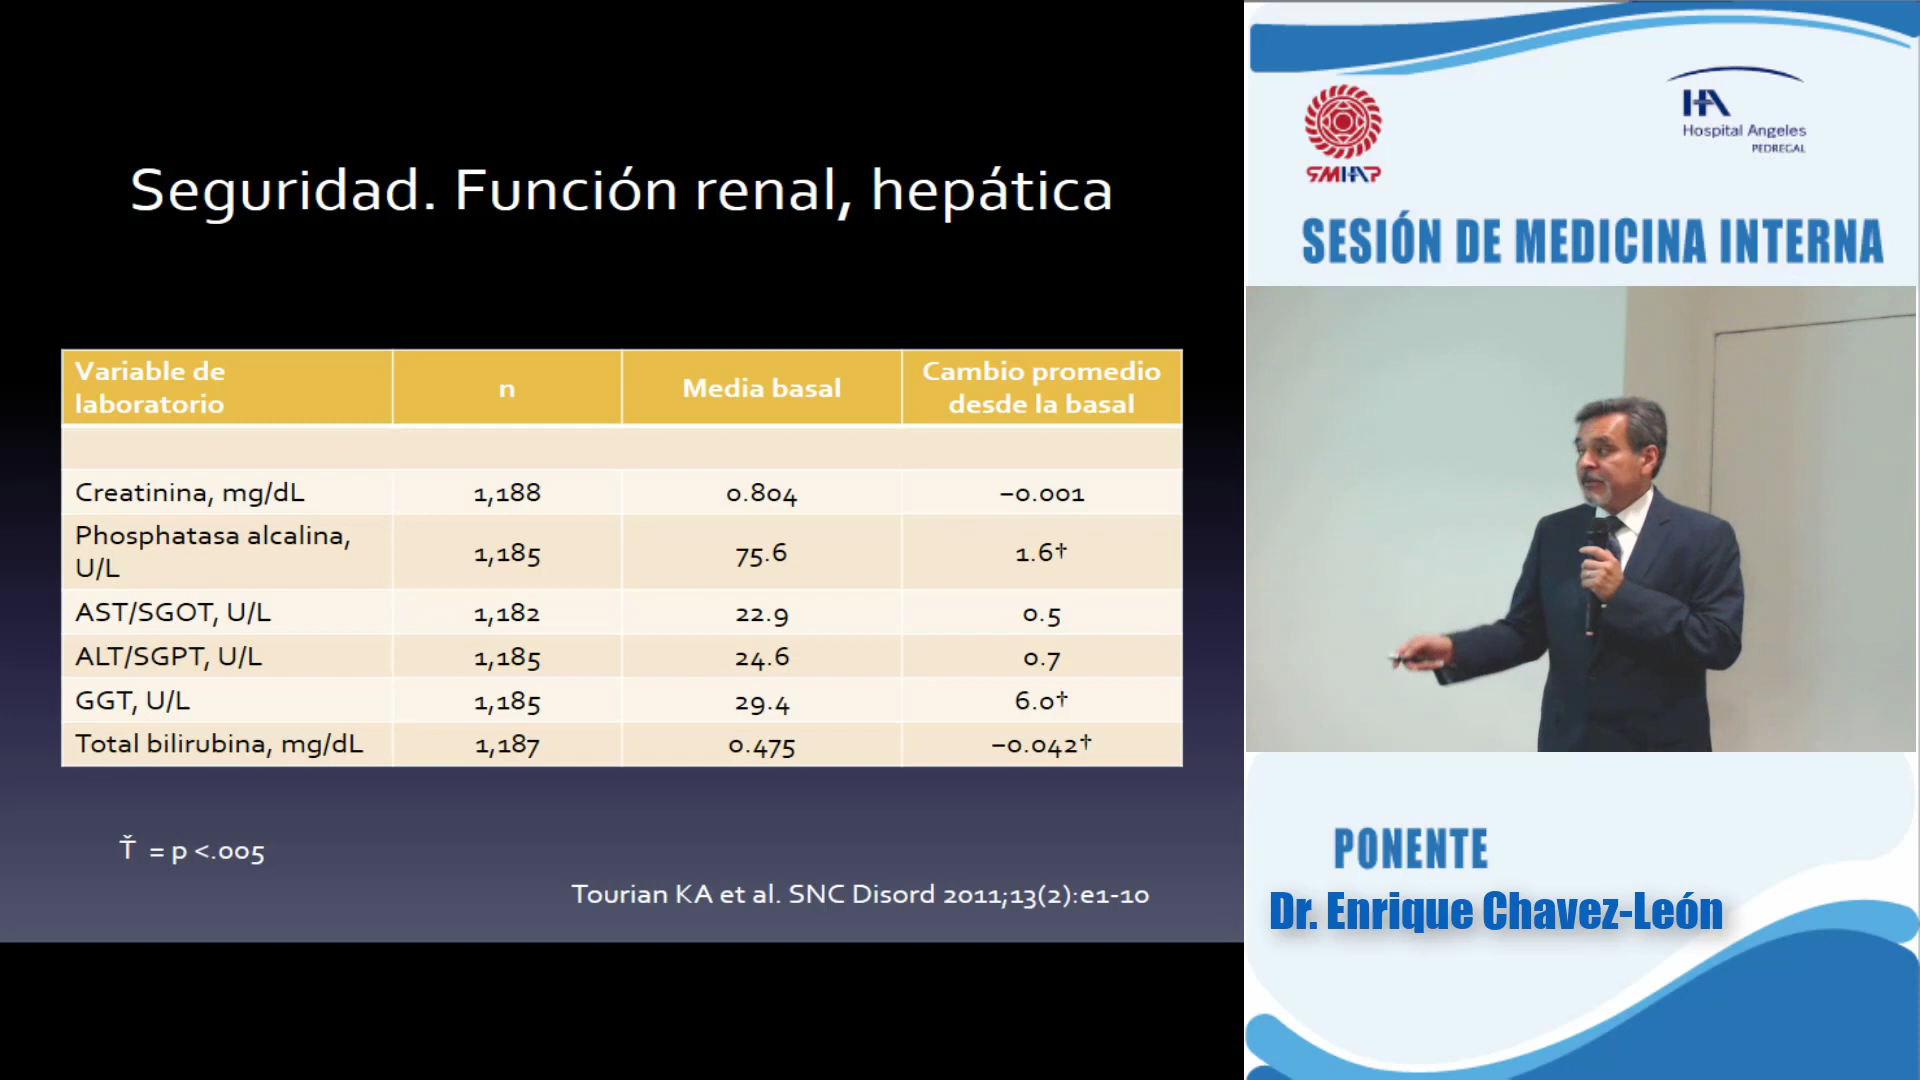 Seguridad. Función renal, hepática
Variable de laboratorio n Media basal Cambio promedio desde la basal
Creatinina, mg/dL 1,188 0.804 −0.001
Phosphatasa alcalina, U/L 1,185 75.6 1.6†
AST/SGOT, U/L 1,182 22.9 0.5
ALT/SGPT, U/L 1,185 24.6 0.7
GGT, U/L 1,185 29.4 6.0†
Total bilirubina, mg/dL 1,187 0.475 −0.042†
Ť = p <.005
Tourian KA et al. SNC Disord 2011;13(2):e1-10
SMIHAP
HA
Hospital Angeles
PEDREGAL
SESIÓN DE MEDICINA INTERNA
PONENTE
Dr. Enrique Chavez-León